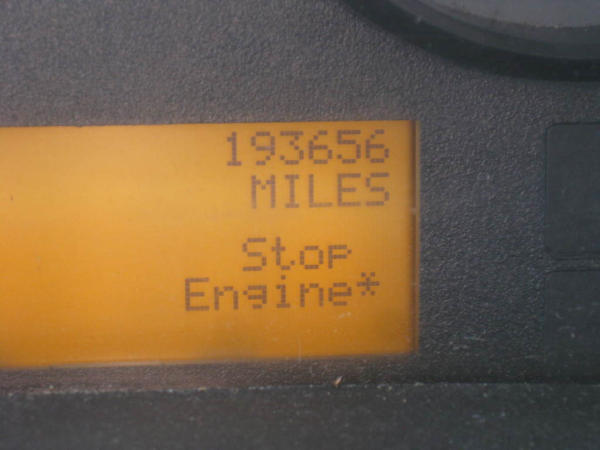 193656
MILES
Stop
Engine*